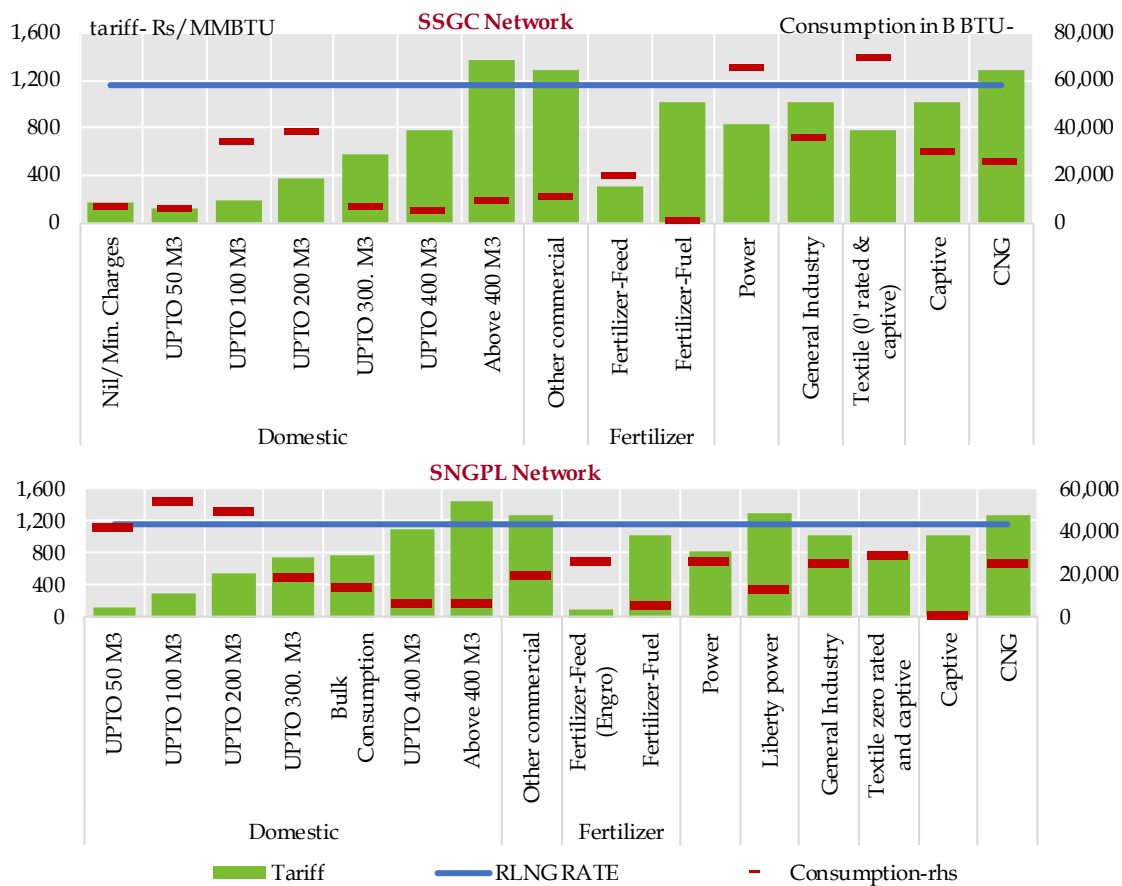 SSGC Network
tariff- Rs/MMBTU
Consumption in B BTU-
1,600
1,200
800
400
0
80,000
60,000
40,000
20,000
0
Nil/Min. Charges
UPTO 50 M3
UPTO 100 M3
UPTO 200 M3
UPTO 300. M3
UPTO 400 M3
Above 400 M3
Other commercial
Fertilizer-Feed
Fertilizer-Fuel
Power
General Industry
Textile (0' rated &
captive)
Captive
CNG
Domestic
Fertilizer
SNGPL Network
1,600
1,200
800
400
0
60,000
40,000
20,000
0
UPTO 50 M3
UPTO 100 M3
UPTO 200 M3
UPTO 300. M3
Bulk
Consumption
UPTO 400 M3
Above 400 M3
Other commercial
Fertilizer-Feed
(Engro)
Fertilizer-Fuel
Power
Liberty power
General Industry
Textile zero rated
and captive
Captive
CNG
Domestic
Fertilizer
Tariff
RLNG RATE
Consumption-rhs